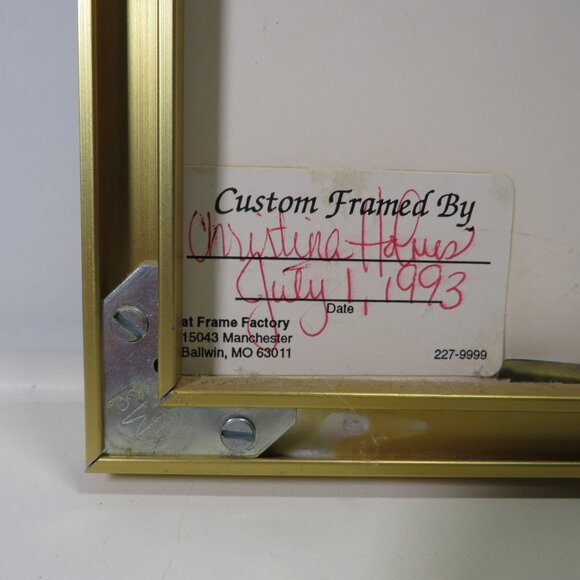 Custom Framed By
Christina Holmes
July 1, 1993
Date
at Frame Factory
15043 Manchester
Ballwin, MO 63011
227-9999